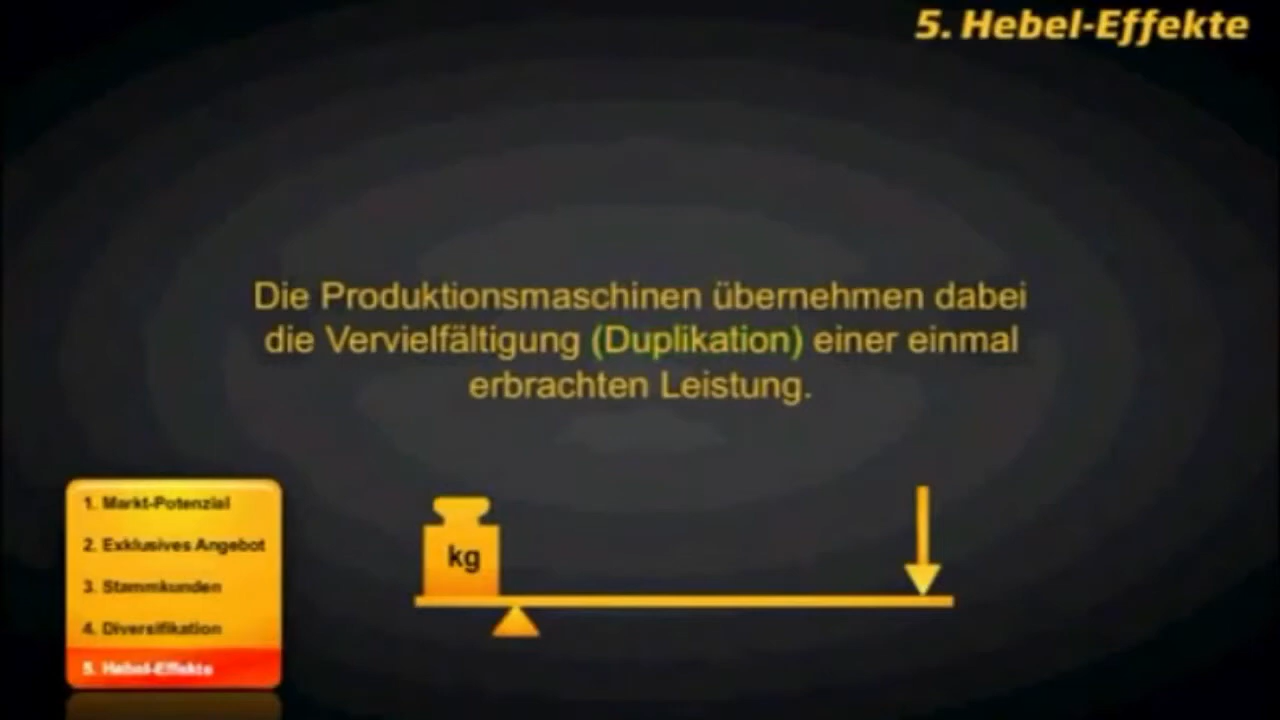 5. Hebel-Effekte
Die Produktionsmaschinen übernehmen dabei
die Vervielfältigung (Duplikation) einer einmal
erbrachten Leistung.
1. Markt-Potenzial
2. Exklusives Angebot
3. Stammkunden
4. Diversifikation
5. Hebel-Effekte
kg